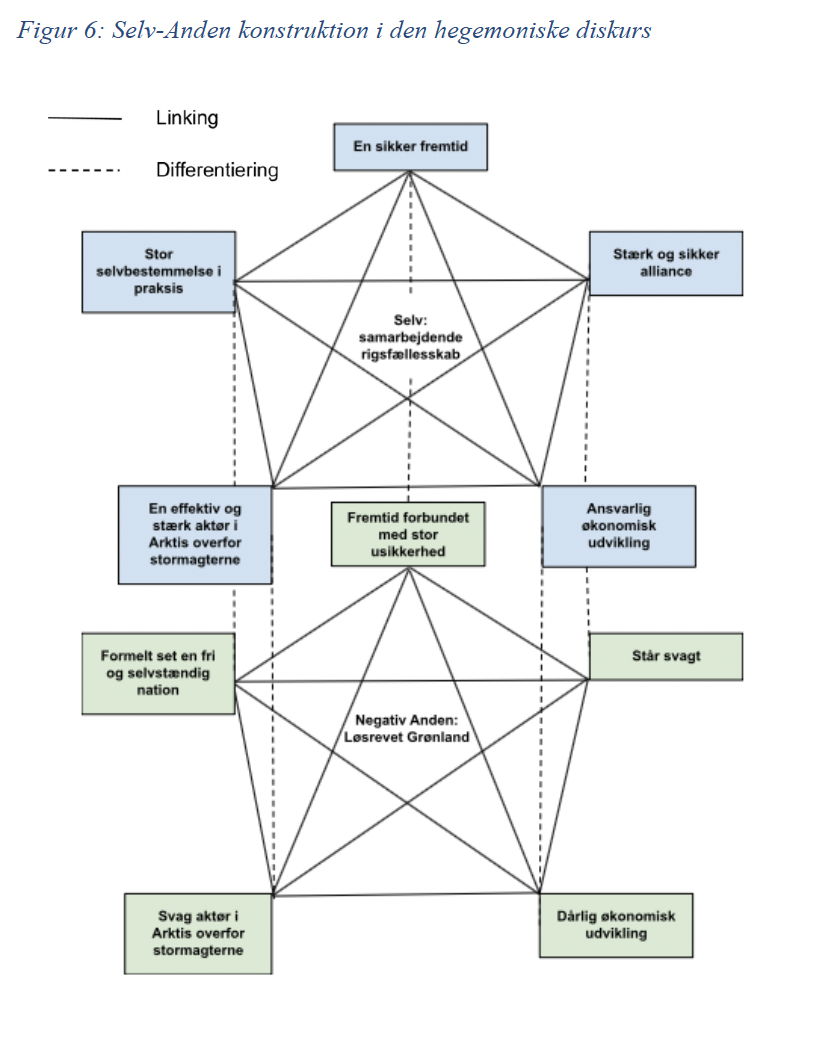 Figur 6: Selv-Anden konstruktion i den hegemoniske diskurs
Linking
Differentiering
En sikker fremtid
Stor
selvbestemmelse i
praksis
Stærk og sikker
alliance
Selv:
samarbejdende
rigsfællesskab
En effektiv og
stærk aktør i
Arktis overfor
stormagterne
Fremtid forbundet
med stor
usikkerhed
Ansvarlig
økonomisk
udvikling
Formelt set en fri
og selvstændig
nation
Står svagt
Negativ Anden:
Løsrevet Grønland
Svag aktør i
Arktis overfor
stormagterne
Dårlig økonomisk
udvikling